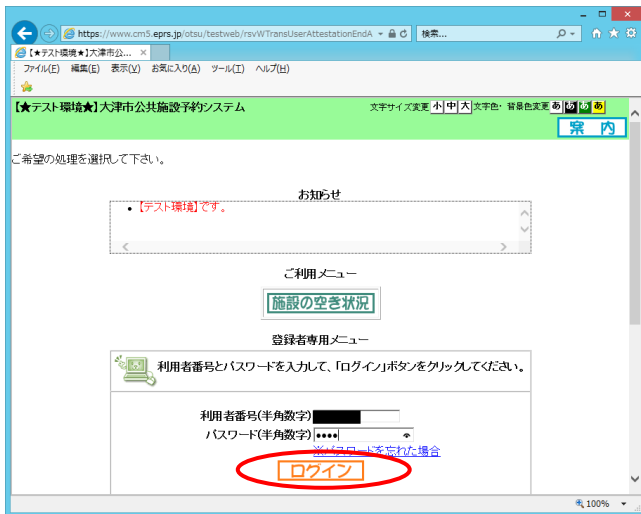 https://www.cm5.eprs.jp/otsu/testweb/rsvWTransUserAttestationEndA
検索...
【★テスト環境★】大津市公...
ファイル(F) 編集(E) 表示(V) お気に入り(A) ツール(T) ヘルプ(H)
【★テスト環境★】大津市公共施設予約システム
文字サイズ変更 小 中 大 文字色・背景色変更 あ あ あ あ
案内
ご希望の処理を選択して下さい。
お知らせ
• 【テスト環境】です。
ご利用メニュー
施設の空き状況
登録者専用メニュー
利用者番号とパスワードを入力して、「ログイン」ボタンをクリックしてください。
利用者番号(半角数字)
パスワード(半角数字) ••••
※パスワードを忘れた場合
ログイン
100%